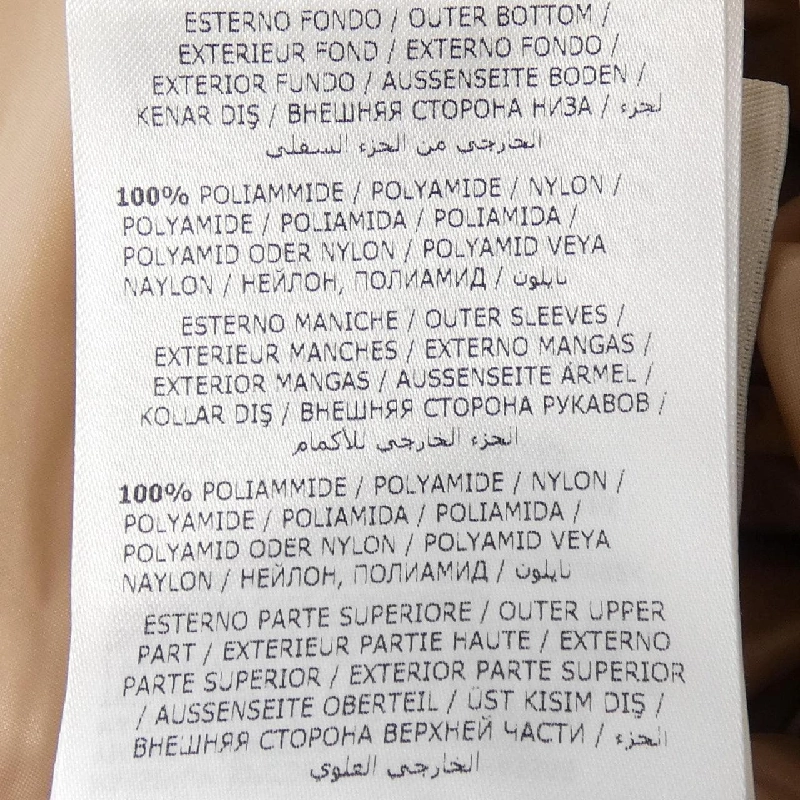 ESTERNO FONDO / OUTER BOTTOM /
EXTERIEUR FOND / EXTERNO FONDO /
EXTERIOR FUNDO / AUSSENSEITE BODEN /
KENAR DIŞ / ВНЕШНЯЯ СТОРОНА НИЗА / لجزء
الخارجي من الجزء السفلي
100% POLIAMMIDE / POLYAMIDE / NYLON /
POLYAMIDE / POLIAMIDA / POLIAMIDA /
POLYAMID ODER NYLON / POLYAMID VEYA
NAYLON / НЕЙЛОН, ПОЛИАМИД / نايلون
ESTERNO MANICHE / OUTER SLEEVES /
EXTERIEUR MANCHES / EXTERNO MANGAS /
EXTERIOR MANGAS / AUSSENSEITE ÄRMEL /
KOLLAR DIŞ / ВНЕШНЯЯ СТОРОНА РУКАВОВ /
الجزء الخارجي للأكمام
100% POLIAMMIDE / POLYAMIDE / NYLON /
POLYAMIDE / POLIAMIDA / POLIAMIDA /
POLYAMID ODER NYLON / POLYAMID VEYA
NAYLON / НЕЙЛОН, ПОЛИАМИД / نايلون
ESTERNO PARTE SUPERIORE / OUTER UPPER
PART / EXTERIEUR PARTIE HAUTE / EXTERNO
PARTE SUPERIOR / EXTERIOR PARTE SUPERIOR
/ AUSSENSEITE OBERTEIL / ÜST KISIM DIŞ /
ВНЕШНЯЯ СТОРОНА ВЕРХНЕЙ ЧАСТИ / الجزء
الخارجي العلوي